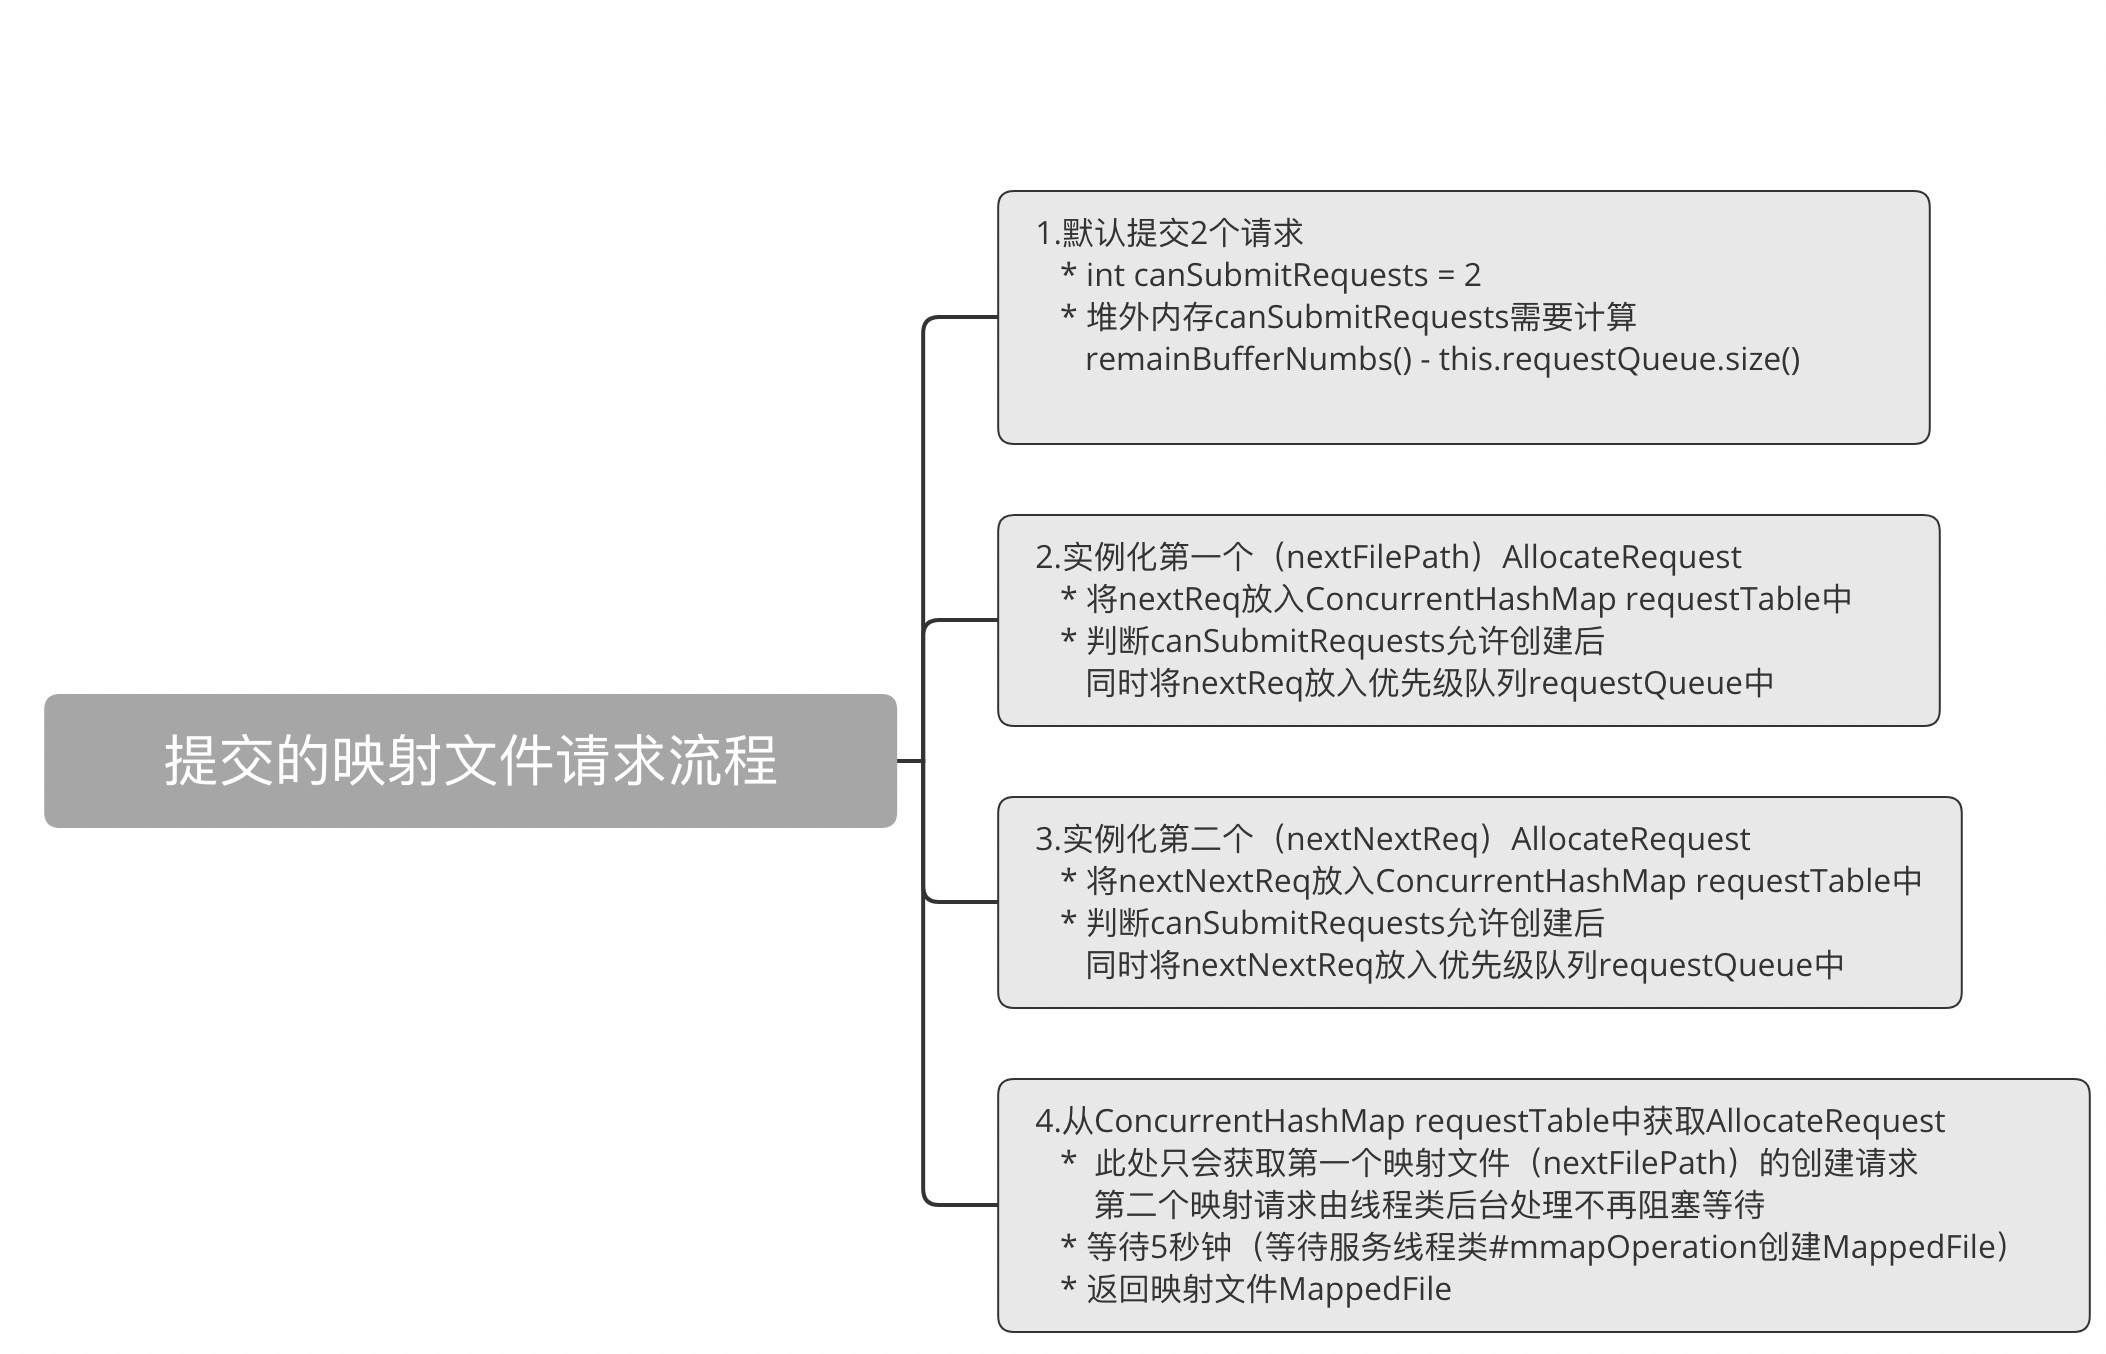 提交的映射文件请求流程
1.默认提交2个请求
* int canSubmitRequests = 2
* 堆外内存canSubmitRequests需要计算
remainBufferNumbs() - this.requestQueue.size()
2.实例化第一个（nextFilePath）AllocateRequest
* 将nextReq放入ConcurrentHashMap requestTable中
* 判断canSubmitRequests允许创建后
同时将nextReq放入优先级队列requestQueue中
3.实例化第二个（nextNextReq）AllocateRequest
* 将nextNextReq放入ConcurrentHashMap requestTable中
* 判断canSubmitRequests允许创建后
同时将nextNextReq放入优先级队列requestQueue中
4.从ConcurrentHashMap requestTable中获取AllocateRequest
* 此处只会获取第一个映射文件（nextFilePath）的创建请求
第二个映射请求由线程类后台处理不再阻塞等待
* 等待5秒钟（等待服务线程类#mmapOperation创建MappedFile）
* 返回映射文件MappedFile